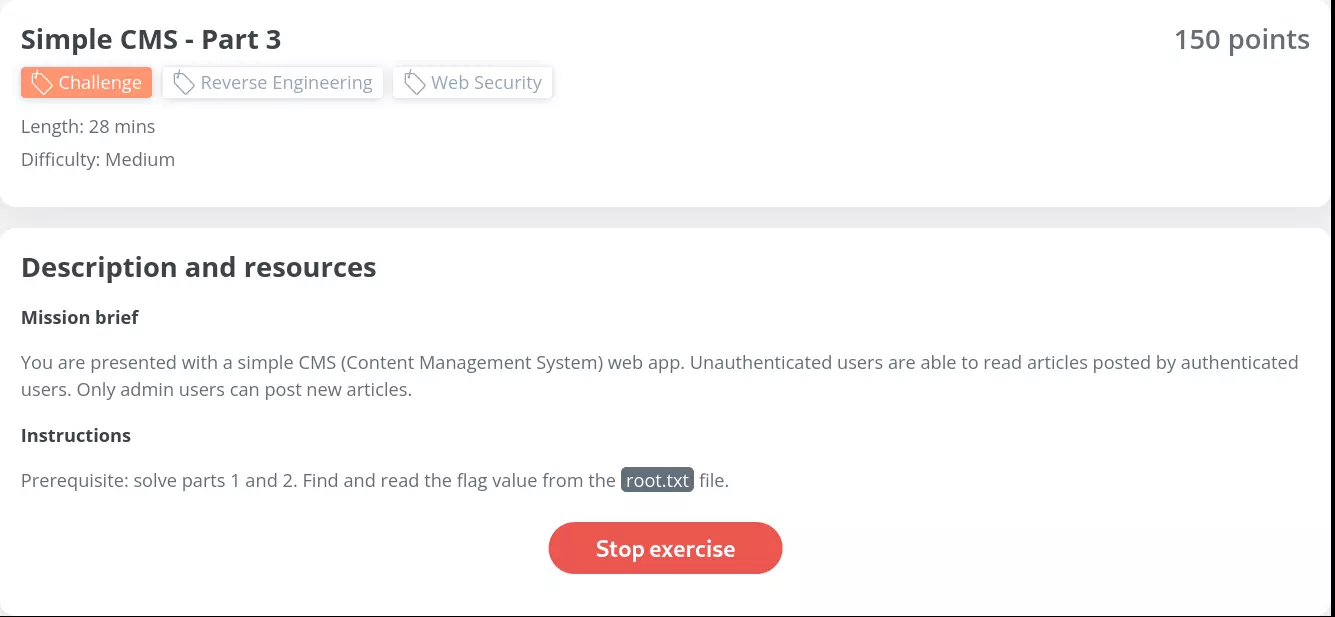 Simple CMS - Part 3
150 points
Challenge
Reverse Engineering
Web Security
Length: 28 mins
Difficulty: Medium
Description and resources
Mission brief
You are presented with a simple CMS (Content Management System) web app. Unauthenticated users are able to read articles posted by authenticated
users. Only admin users can post new articles.
Instructions
Prerequisite: solve parts 1 and 2. Find and read the flag value from the root.txt file.
Stop exercise